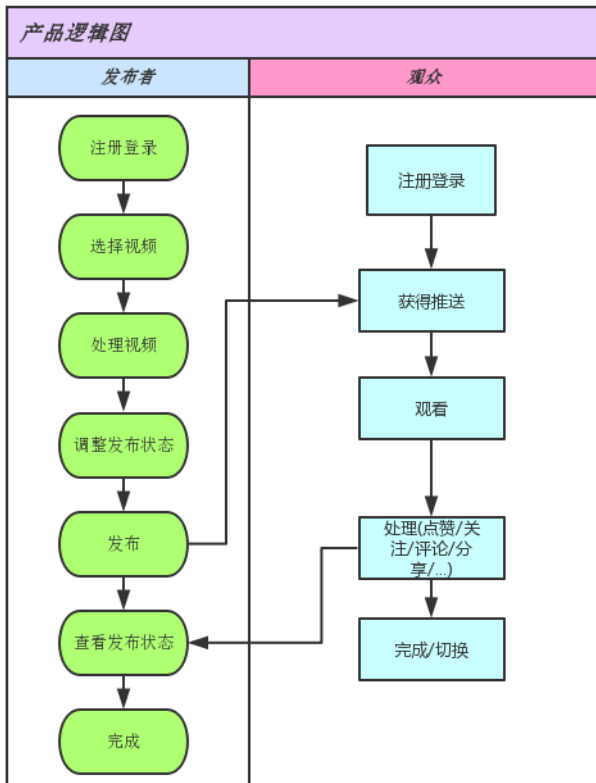 产品逻辑图
发布者
观众
注册登录
选择视频
处理视频
调整发布状态
发布
查看发布状态
完成
注册登录
获得推送
观看
处理(点赞/关
注/评论/分
享/...)
完成/切换